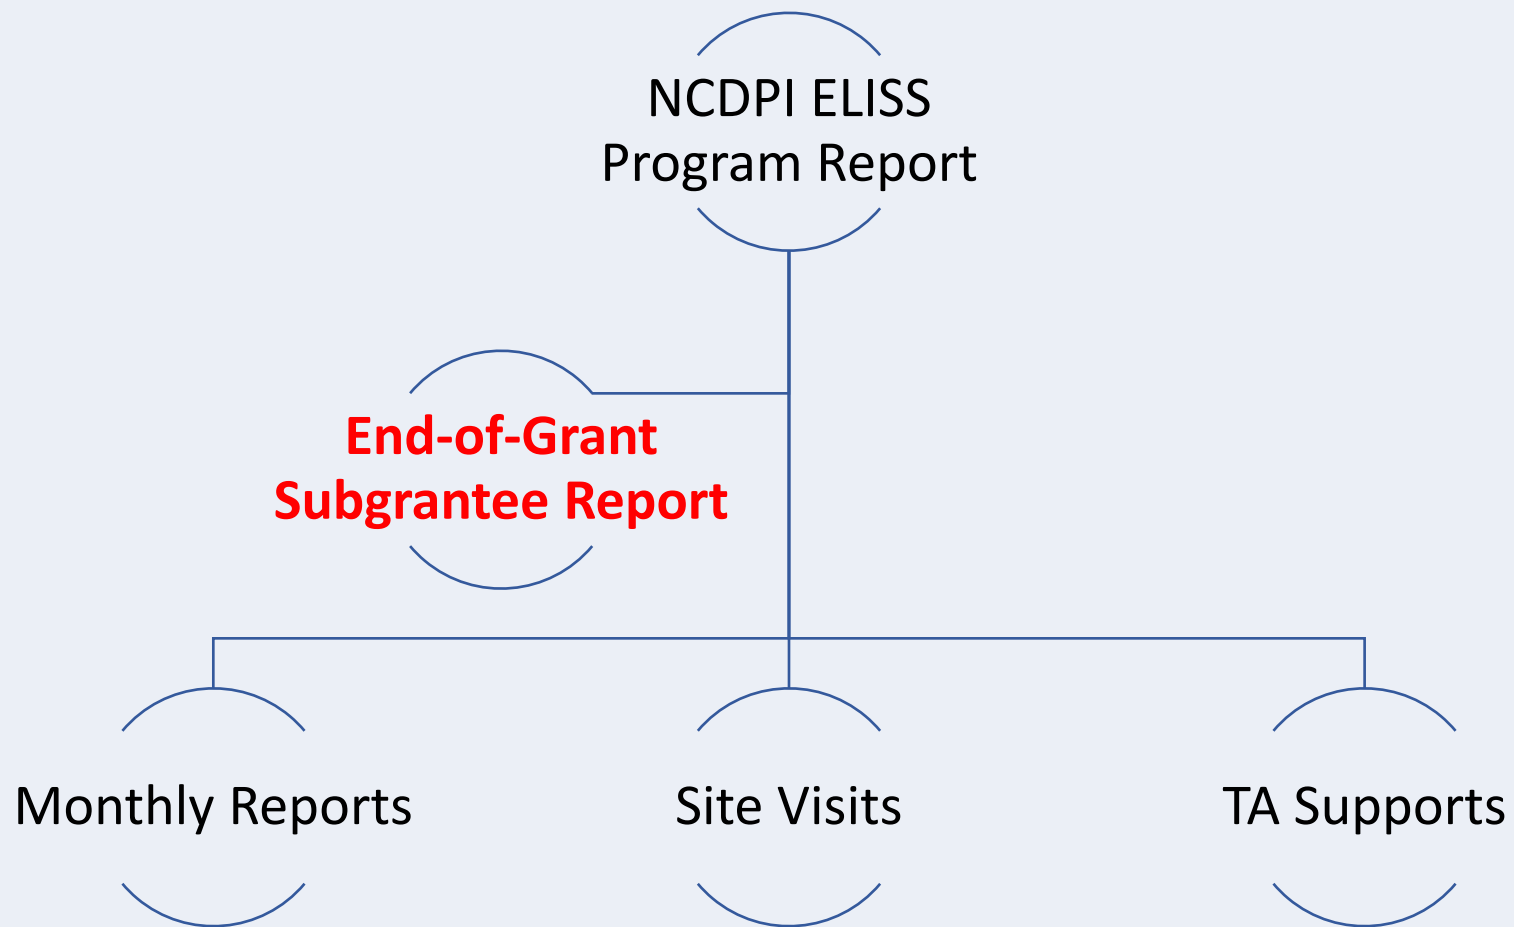 NCDPI ELISS
Program Report
End-of-Grant
Subgrantee Report
Monthly Reports
Site Visits
TA Supports